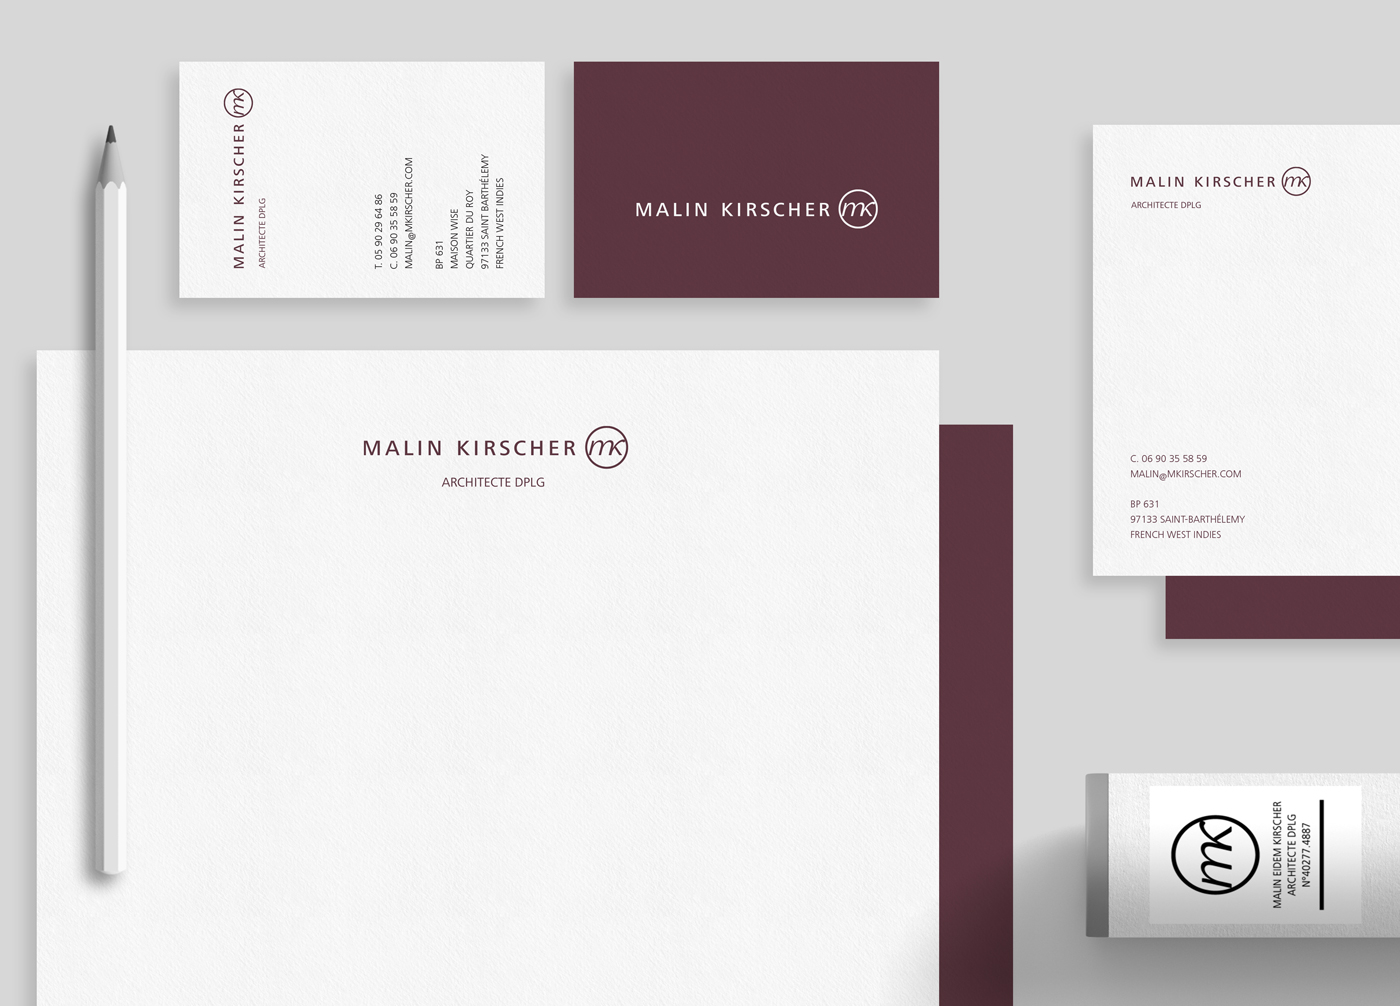 MALIN KIRSCHER mk
ARCHITECTE DPLG
T. 05 90 29 64 86
C. 06 90 35 58 59
MALIN@MKIRSCHER.COM
BP 631
MAISON WISE
QUARTIER DU ROY
97133 SAINT BARTHÉLEMY
FRENCH WEST INDIES
MALIN KIRSCHER mk
MALIN KIRSCHER mk
ARCHITECTE DPLG
MALIN KIRSCHER mk
ARCHITECTE DPLG
C. 06 90 35 58 59
MALIN@MKIRSCHER.COM
BP 631
97133 SAINT-BARTHÉLEMY
FRENCH WEST INDIES
mk
MALIN EIDEM KIRSCHER
ARCHITECTE DPLG
N°40277.4887